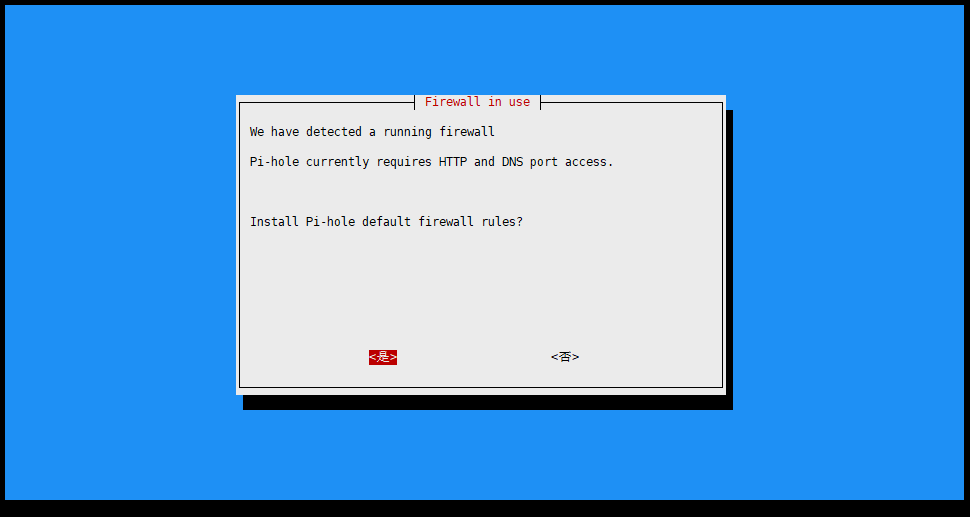 Firewall in use
We have detected a running firewall
Pi-hole currently requires HTTP and DNS port access.
Install Pi-hole default firewall rules?
<是> <否>